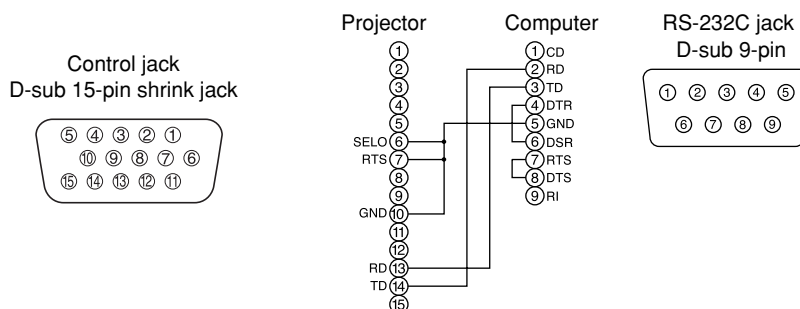 Control jack
D-sub 15-pin shrink jack
⑤ ④ ③ ② ①
⑩ ⑨ ⑧ ⑦ ⑥
⑮ ⑭ ⑬ ⑫ ⑪
Projector
①
②
③
④
⑤
SELO ⑥
RTS ⑦
⑧
⑨
GND ⑩
⑪
⑫
RD ⑬
TD ⑭
⑮
Computer
① CD
② RD
③ TD
④ DTR
⑤ GND
⑥ DSR
⑦ RTS
⑧ DTS
⑨ RI
RS-232C jack
D-sub 9-pin
① ② ③ ④ ⑤
⑥ ⑦ ⑧ ⑨